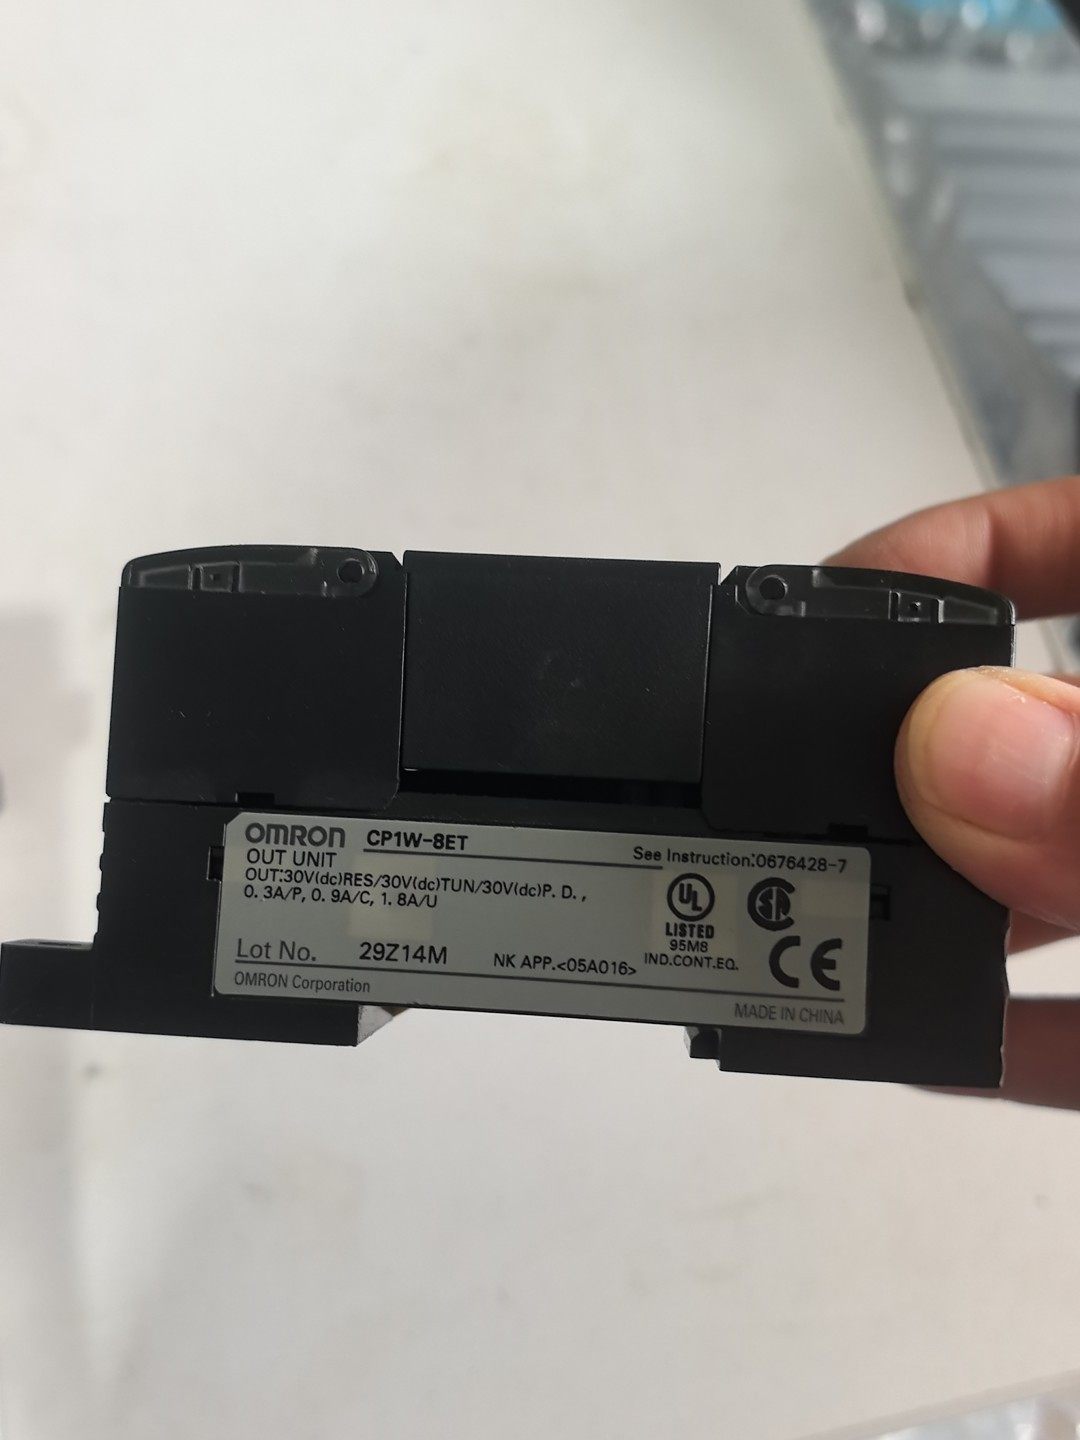 OMRON CP1W-8ET
OUT UNIT
See Instruction:0676428-7
OUT:30V(dc)RES/30V(dc)TUN/30V(dc)P. D. ,
0. 3A/P, 0. 9A/C, 1. 8A/U
UL
LISTED
95M8
IND.CONT.EQ.
SA
CE
Lot No. 29Z14M
NK APP.<05A016>
OMRON Corporation
MADE IN CHINA